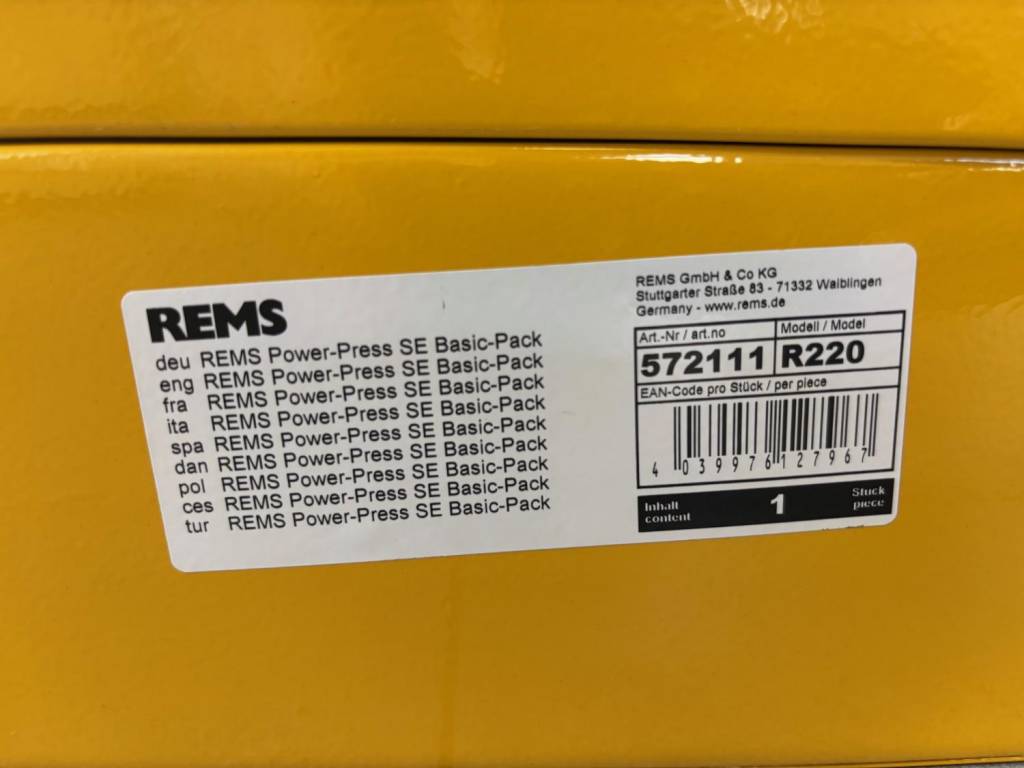 REMS
deu REMS Power-Press SE Basic-Pack
eng REMS Power-Press SE Basic-Pack
fra REMS Power-Press SE Basic-Pack
ita REMS Power-Press SE Basic-Pack
spa REMS Power-Press SE Basic-Pack
dan REMS Power-Press SE Basic-Pack
pol REMS Power-Press SE Basic-Pack
ces REMS Power-Press SE Basic-Pack
tur REMS Power-Press SE Basic-Pack
REMS GmbH & Co KG
Stuttgarter Straße 83 - 71332 Waiblingen
Germany - www.rems.de
Art.-Nr / art.no Modell / Model
572111 R220
EAN-Code pro Stück / per piece
4 039976 127967
Inhalt 1 Stuck
content piece